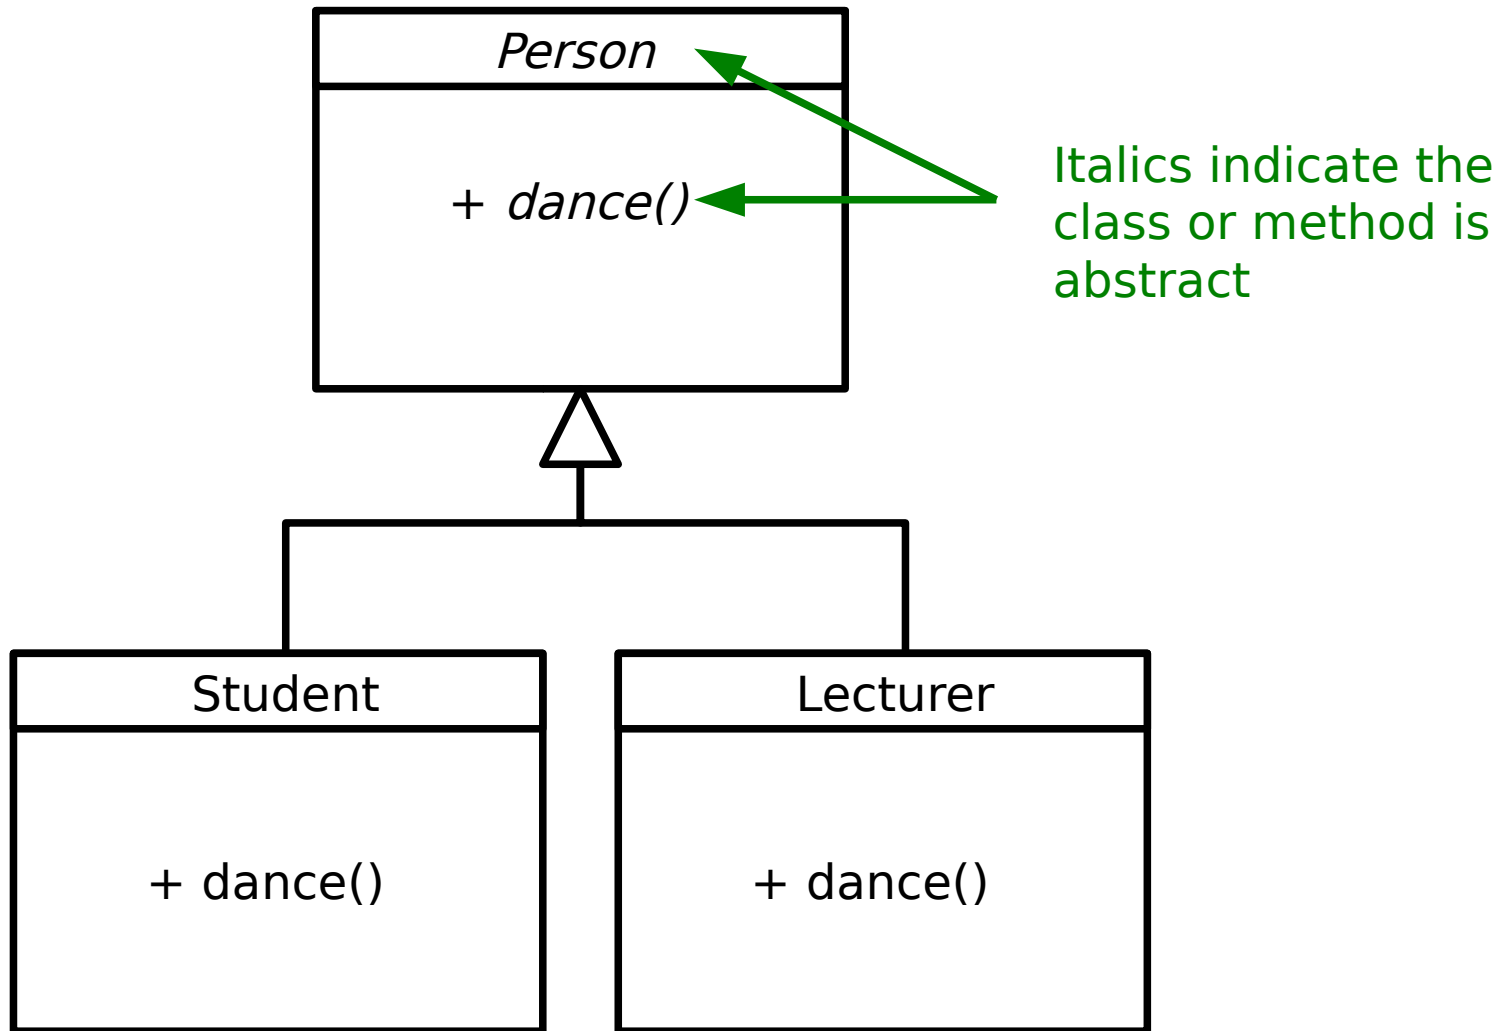 Person
+ dance()
Italics indicate the
class or method is
abstract
Student
Lecturer
+ dance()
+ dance()